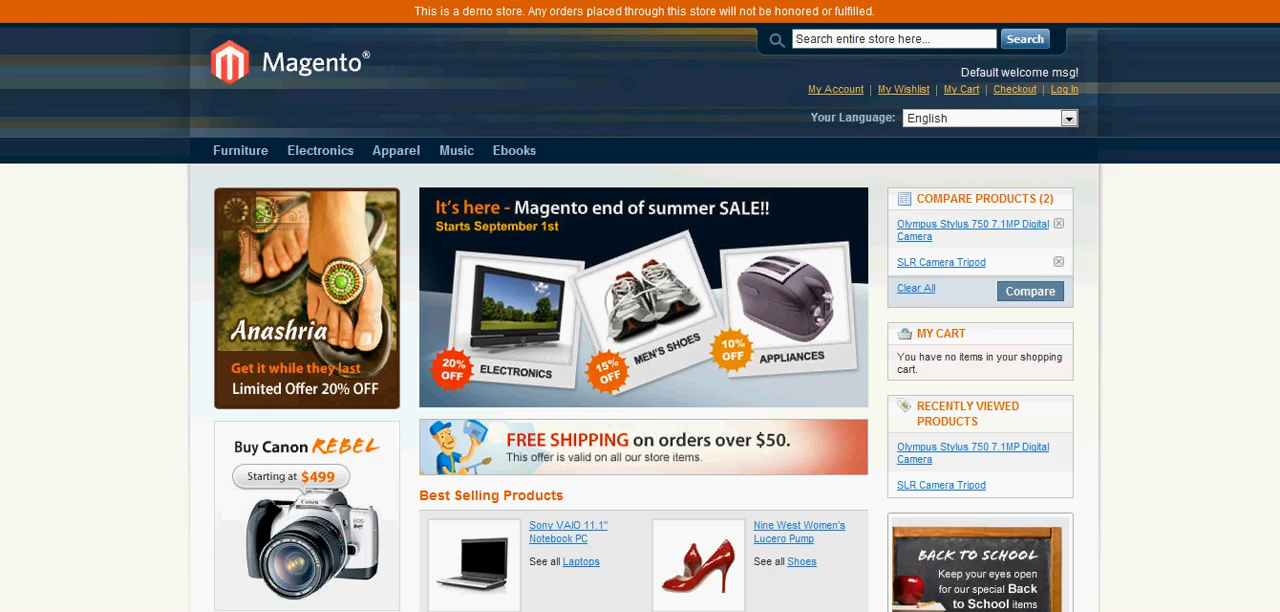 This is a demo store. Any orders placed through this store will not be honored or fulfilled.
Magento®
Search entire store here...
Search
Default welcome msg!
My Account | My Wishlist | My Cart | Checkout | Log In
Your Language: English
Furniture Electronics Apparel Music Ebooks
Anashria
Get it while they last
Limited Offer 20% OFF
Buy Canon REBEL
Starting at $499
Canon
EOS
It's here - Magento end of summer SALE!!
Starts September 1st
20% OFF
ELECTRONICS
15% OFF
MEN'S SHOES
10% OFF
APPLIANCES
FREE SHIPPING on orders over $50.
This offer is valid on all our store items.
Best Selling Products
Sony VAIO 11.1"
Notebook PC
See all Laptops
Nine West Women's
Lucero Pump
See all Shoes
COMPARE PRODUCTS (2)
Olympus Stylus 750 7.1MP Digital
Camera
SLR Camera Tripod
Clear All
Compare
MY CART
You have no items in your shopping
cart.
RECENTLY VIEWED
PRODUCTS
Olympus Stylus 750 7.1MP Digital
Camera
SLR Camera Tripod
BACK TO SCHOOL
Keep your eyes open
for our special Back
to School items